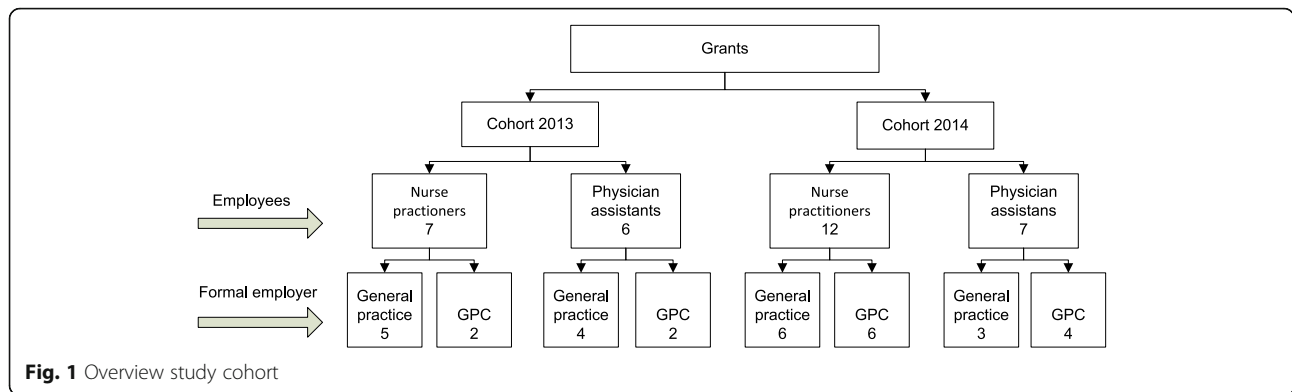 Grants
Cohort 2013
Cohort 2014
Employees
Nurse
practioners
7
Physician
assistants
6
Nurse
practitioners
12
Physician
assistans
7
Formal employer
General
practice
5
GPC
2
General
practice
4
GPC
2
General
practice
6
GPC
6
General
practice
3
GPC
4
Fig. 1 Overview study cohort